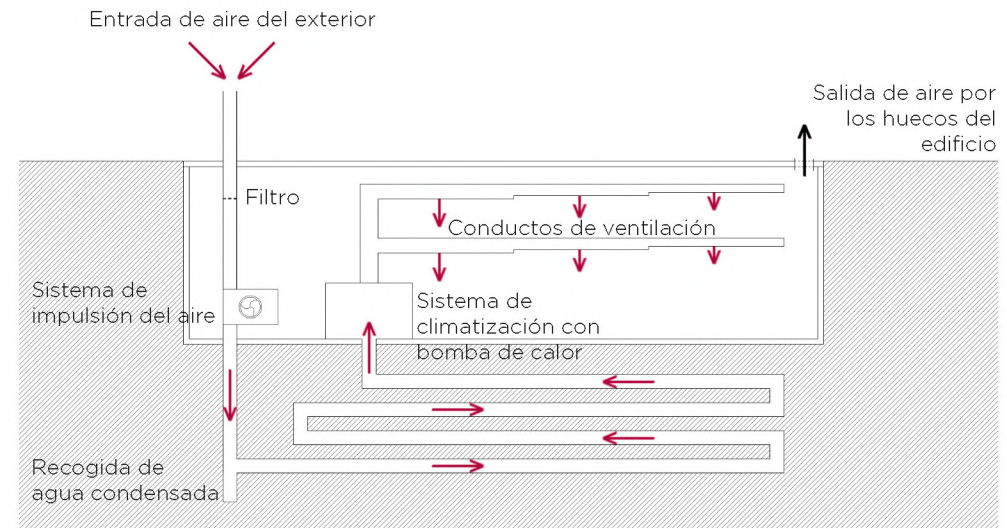 Entrada de aire del exterior
Salida de aire por
los huecos del
edificio
Filtro
Conductos de ventilación
Sistema de
impulsión del aire
Sistema de
climatización con
bomba de calor
Recogida de
agua condensada